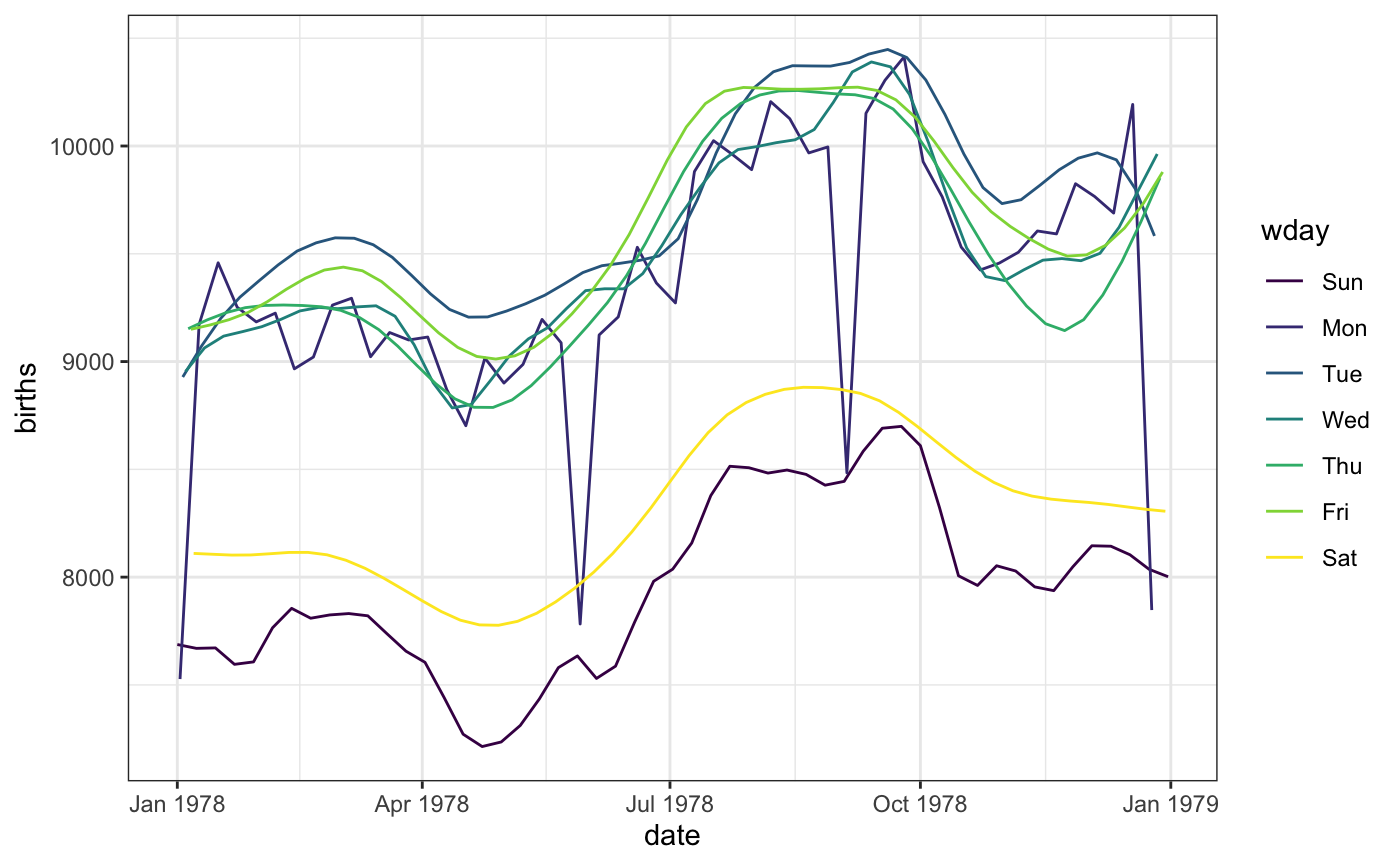 births
10000
9000
8000
Jan 1978 Apr 1978 Jul 1978 Oct 1978 Jan 1979
date
wday
Sun
Mon
Tue
Wed
Thu
Fri
Sat